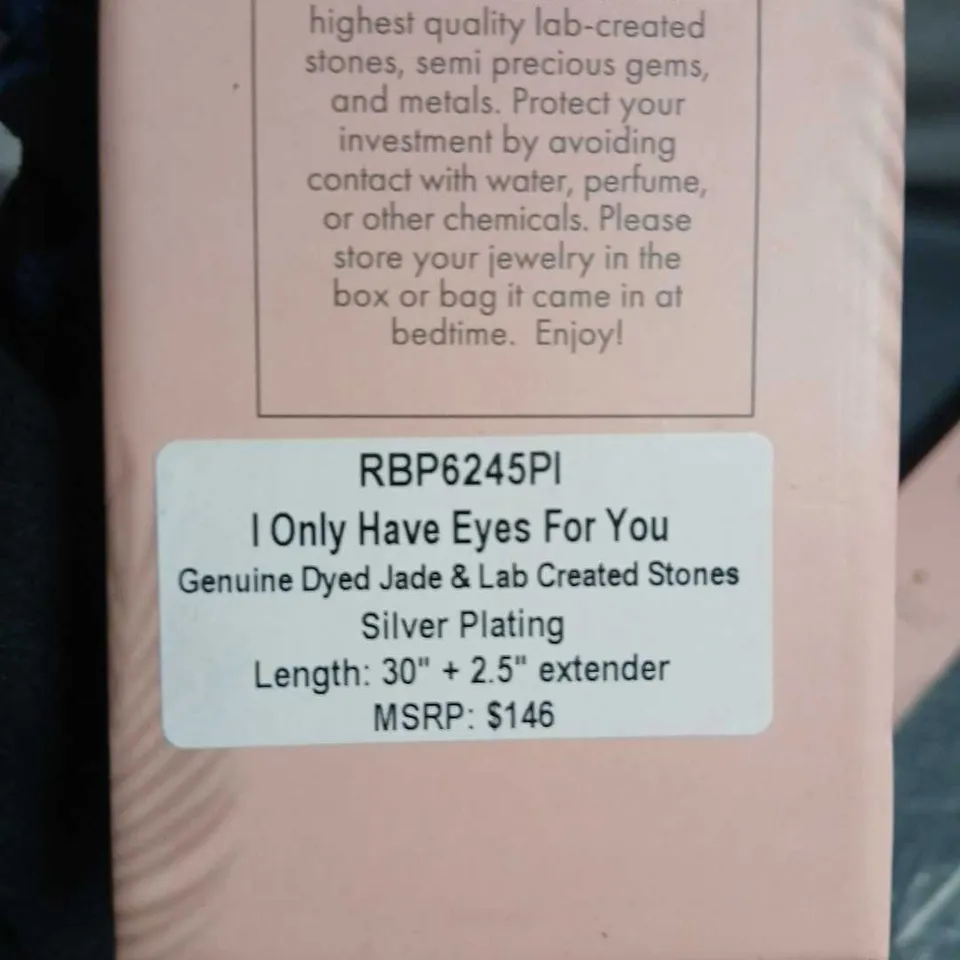 highest quality lab-created
stones, semi precious gems,
and metals. Protect your
investment by avoiding
contact with water, perfume,
or other chemicals. Please
store your jewelry in the
box or bag it came in at
bedtime. Enjoy!
RBP6245PI
I Only Have Eyes For You
Genuine Dyed Jade & Lab Created Stones
Silver Plating
Length: 30" + 2.5" extender
MSRP: $146